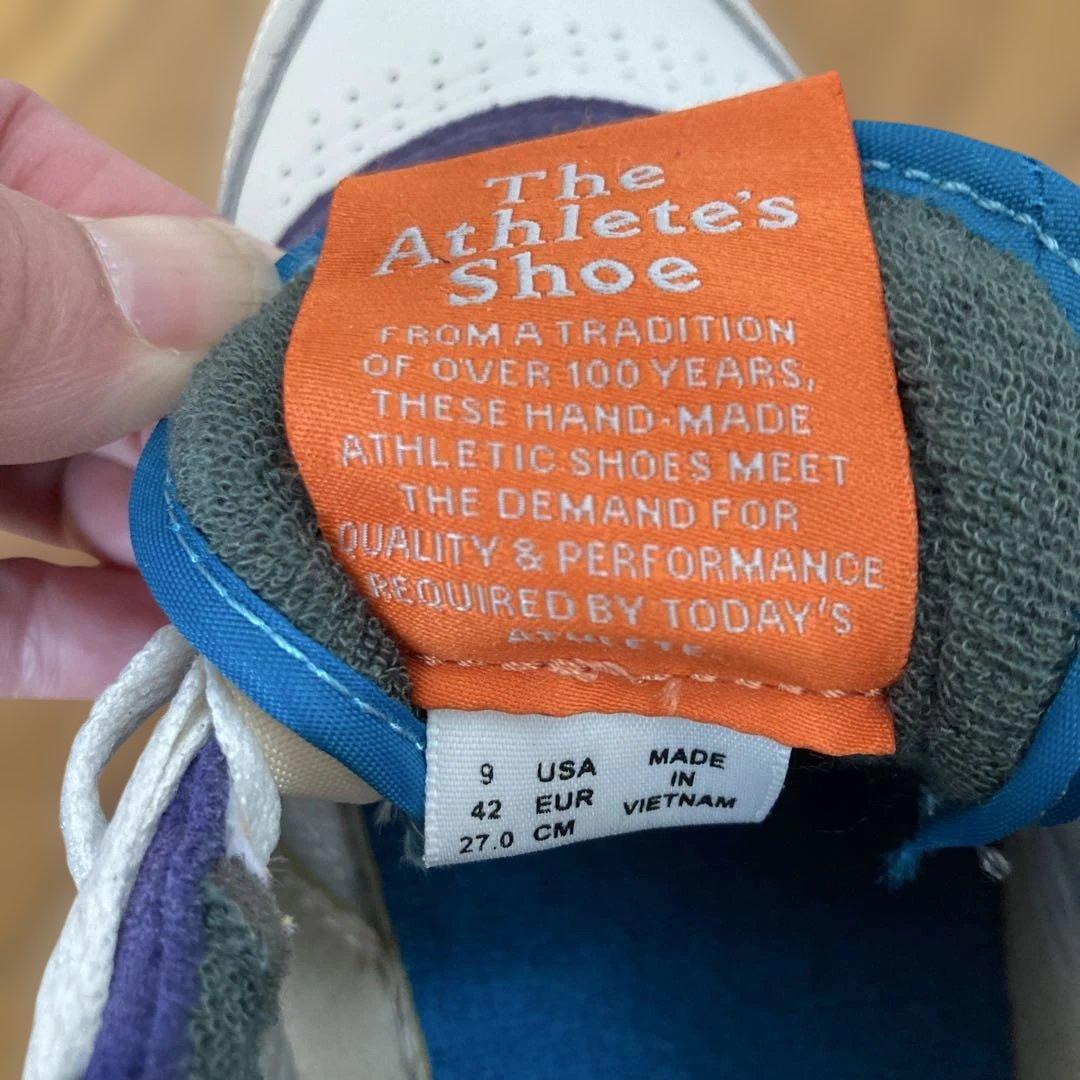 The
Athlete's
Shoe
FROM A TRADITION
OF OVER 100 YEARS,
THESE HAND-MADE
ATHLETIC SHOES MEET
THE DEMAND FOR
QUALITY & PERFORMANCE
REQUIRED BY TODAY'S
ATHLETE.
9 USA
42 EUR
27.0 CM
MADE
IN
VIETNAM